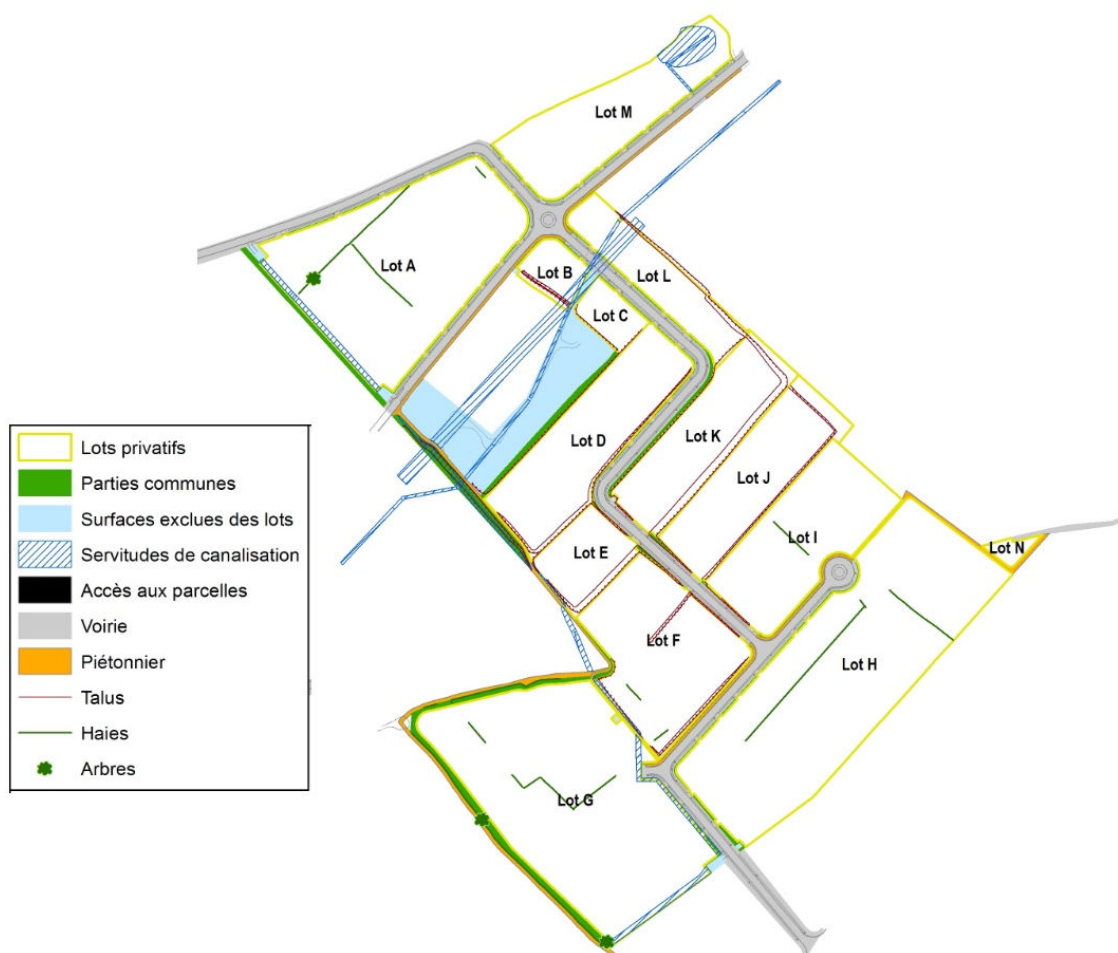 Lot M
Lot A
Lot B
Lot L
Lot C
Lot D
Lot K
Lot J
Lot E
Lot I
Lot N
Lot F
Lot H
Lot G
Lots privatifs
Parties communes
Surfaces exclues des lots
Servitudes de canalisation
Accès aux parcelles
Voirie
Piétonnier
Talus
Haies
Arbres